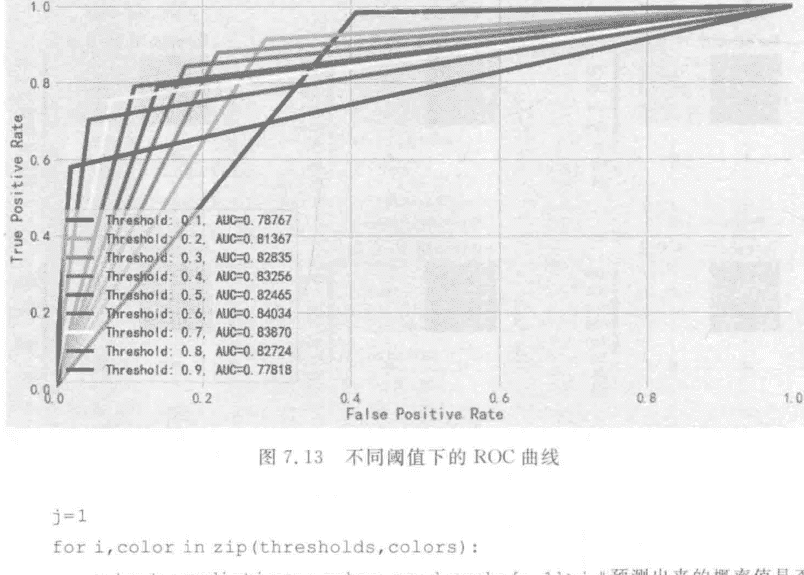 1.0
0.8
0.6
0.4
0.2
0.0
True Positive Rate
Threshold: 0.1, AUC=0.78767
Threshold: 0.2, AUC=0.81367
Threshold: 0.3, AUC=0.82835
Threshold: 0.4, AUC=0.83256
Threshold: 0.5, AUC=0.82465
Threshold: 0.6, AUC=0.84034
Threshold: 0.7, AUC=0.83870
Threshold: 0.8, AUC=0.82724
Threshold: 0.9, AUC=0.77818
0.0 0.2 0.4 0.6 0.8 1.0
False Positive Rate
图 7.13 不同阈值下的 ROC 曲线
j=1
for i,color in zip(thresholds,colors):